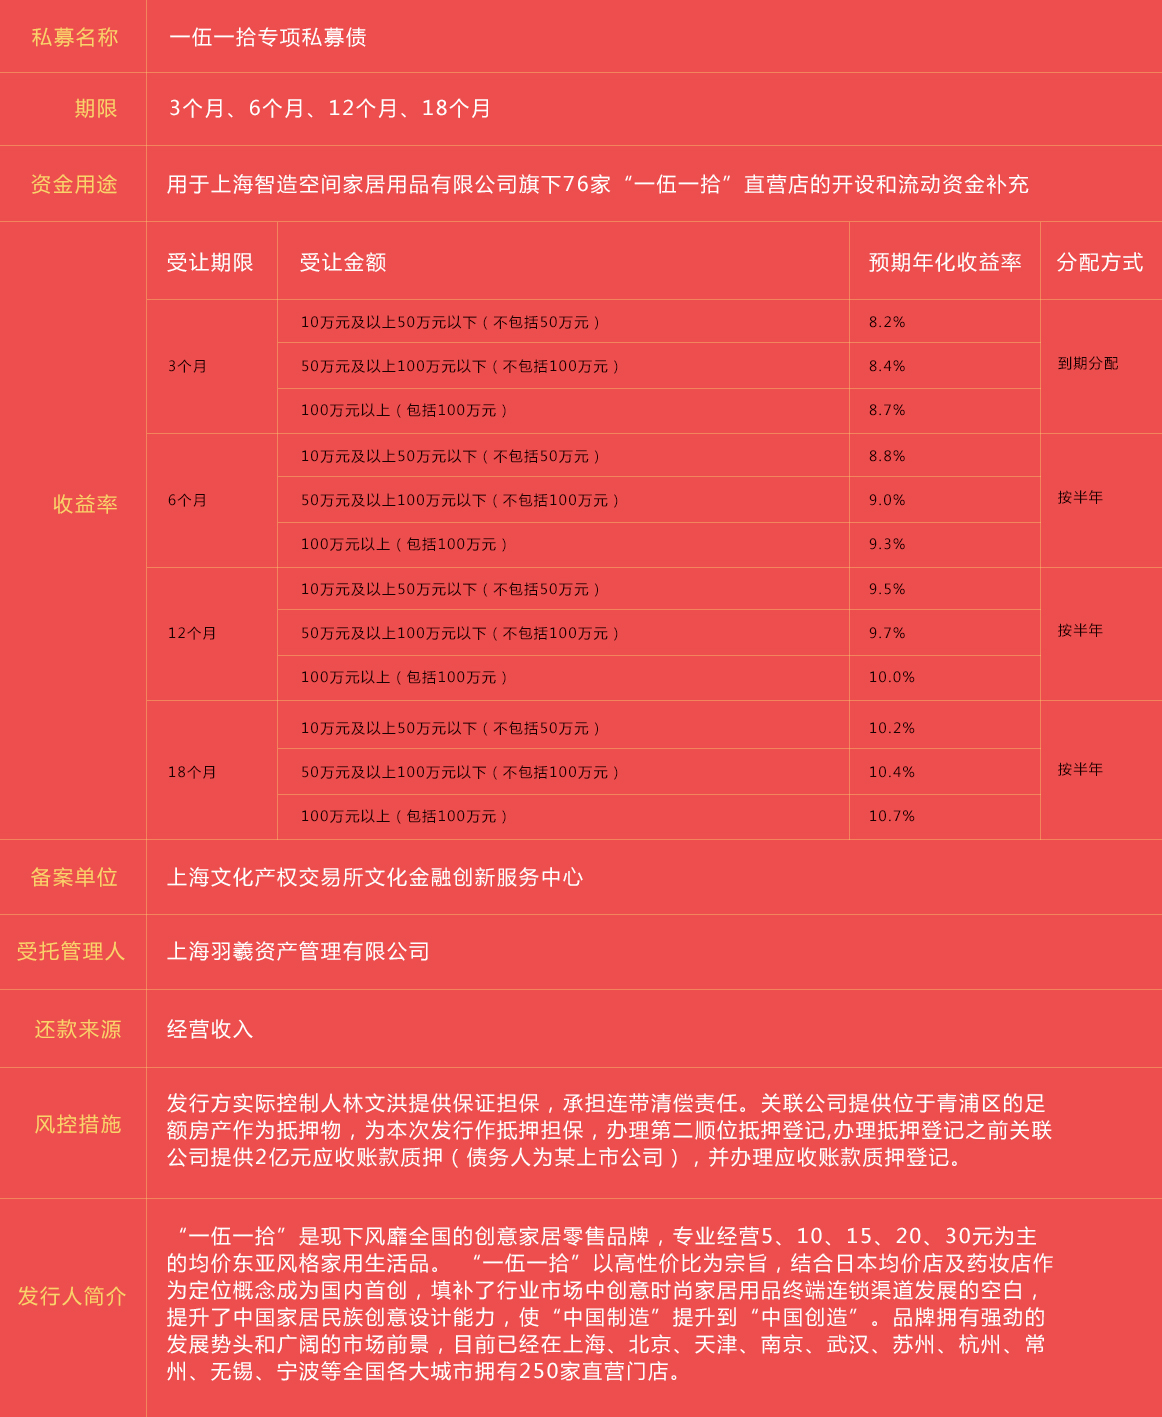 私募名称
一伍一拾专项私募债
期限
3个月、6个月、12个月、18个月
资金用途
用于上海智造空间家居用品有限公司旗下76家“一伍一拾”直营店的开设和流动资金补充
收益率
受让期限
受让金额
预期年化收益率
分配方式
3个月
10万元及以上50万元以下（不包括50万元）
8.2%
50万元及以上100万元以下（不包括100万元）
8.4%
100万元以上（包括100万元）
8.7%
到期分配
6个月
10万元及以上50万元以下（不包括50万元）
8.8%
50万元及以上100万元以下（不包括100万元）
9.0%
100万元以上（包括100万元）
9.3%
按半年
12个月
10万元及以上50万元以下（不包括50万元）
9.5%
50万元及以上100万元以下（不包括100万元）
9.7%
100万元以上（包括100万元）
10.0%
按半年
18个月
10万元及以上50万元以下（不包括50万元）
10.2%
50万元及以上100万元以下（不包括100万元）
10.4%
100万元以上（包括100万元）
10.7%
按半年
备案单位
上海文化产权交易所文化金融创新服务中心
受托管理人
上海羽羲资产管理有限公司
还款来源
经营收入
风控措施
发行方实际控制人林文洪提供保证担保，承担连带清偿责任。关联公司提供位于青浦区的足
额房产作为抵押物，为本次发行作抵押担保，办理第二顺位抵押登记,办理抵押登记之前关联
公司提供2亿元应收账款质押（债务人为某上市公司），并办理应收账款质押登记。
发行人简介
“一伍一拾”是现下风靡全国的创意家居零售品牌，专业经营5、10、15、20、30元为主
的均价东亚风格家用生活品。 “一伍一拾”以高性价比为宗旨，结合日本均价店及药妆店作
为定位概念成为国内首创，填补了行业市场中创意时尚家居用品终端连锁渠道发展的空白，
提升了中国家居民族创意设计能力，使“中国制造”提升到“中国创造”。品牌拥有强劲的
发展势头和广阔的市场前景，目前已经在上海、北京、天津、南京、武汉、苏州、杭州、常
州、无锡、宁波等全国各大城市拥有250家直营门店。